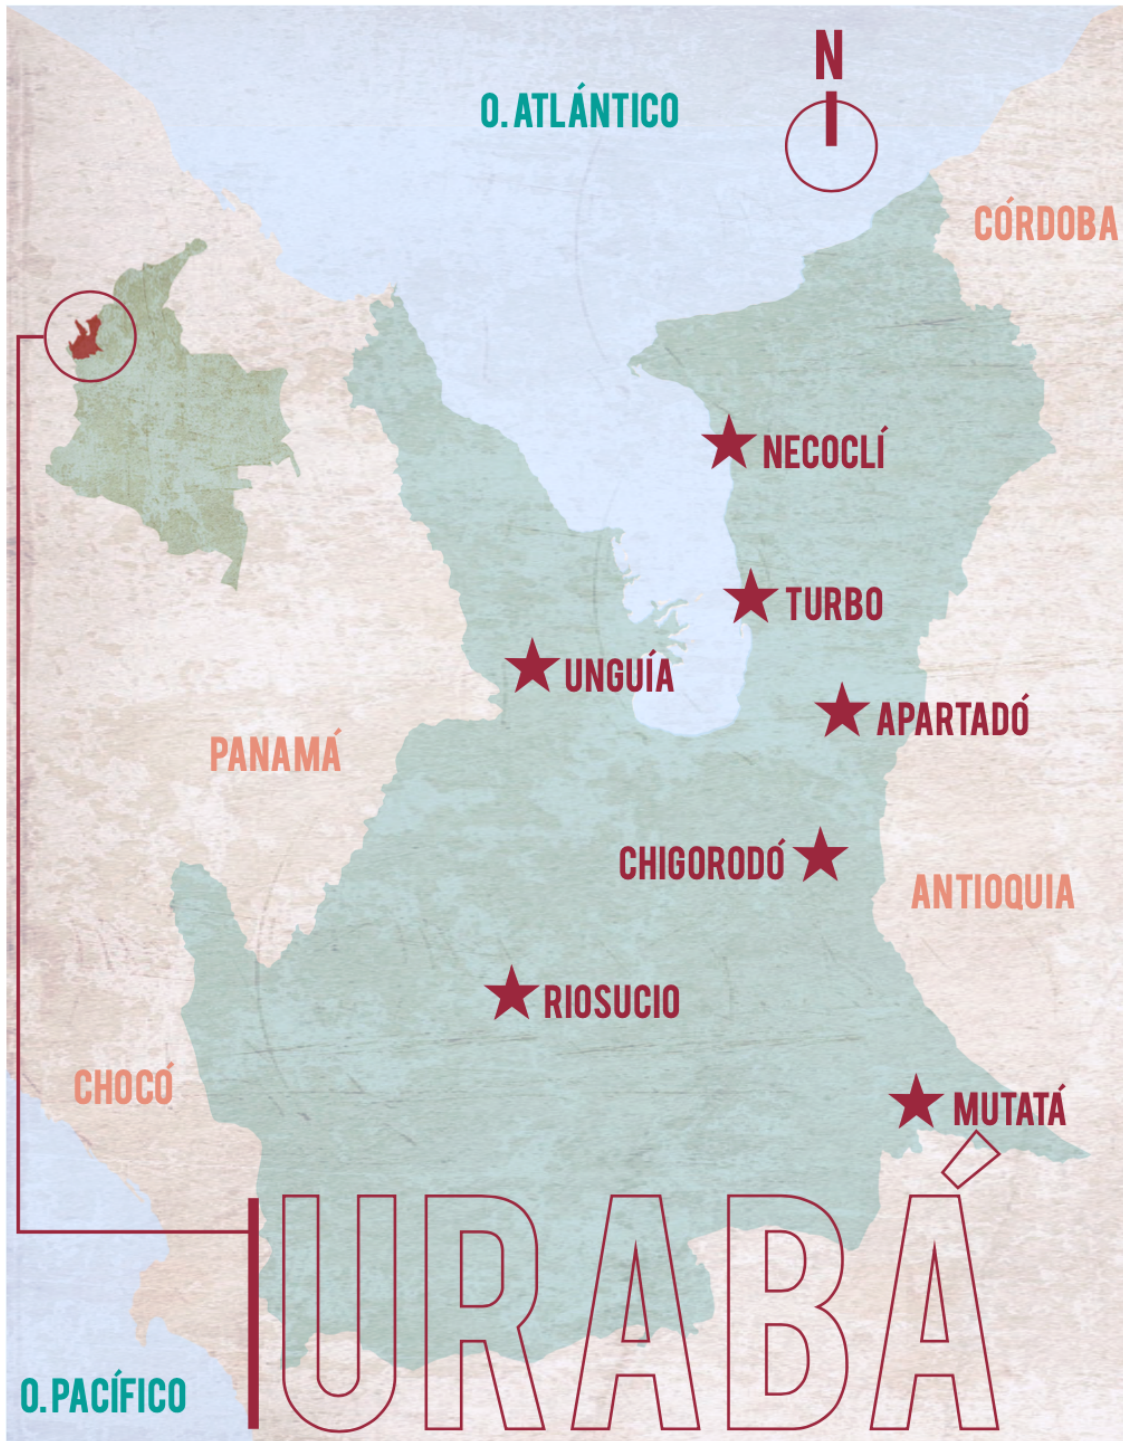 N
O. ATLÁNTICO
CÓRDOBA
NECOCLÍ
TURBO
UNGUÍA
APARTADÓ
PANAMÁ
CHIGORODÓ
ANTIOQUIA
RIOSUCIO
CHOCÓ
MUTATÁ
URABÁ
O. PACÍFICO